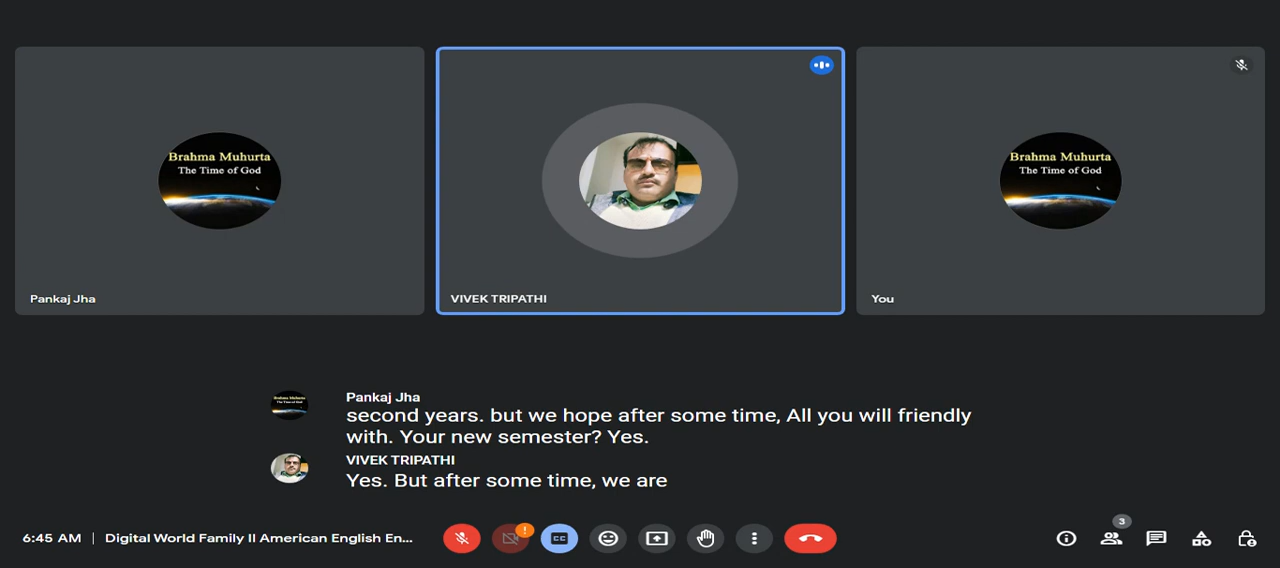 Brahma Muhurta
The Time of God
Pankaj Jha
VIVEK TRIPATHI
Brahma Muhurta
The Time of God
You
Pankaj Jha
second years. but we hope after some time, All you will friendly
with. Your new semester? Yes.
VIVEK TRIPATHI
Yes. But after some time, we are
6:45 AM | Digital World Family II American English En...
!
CC
3